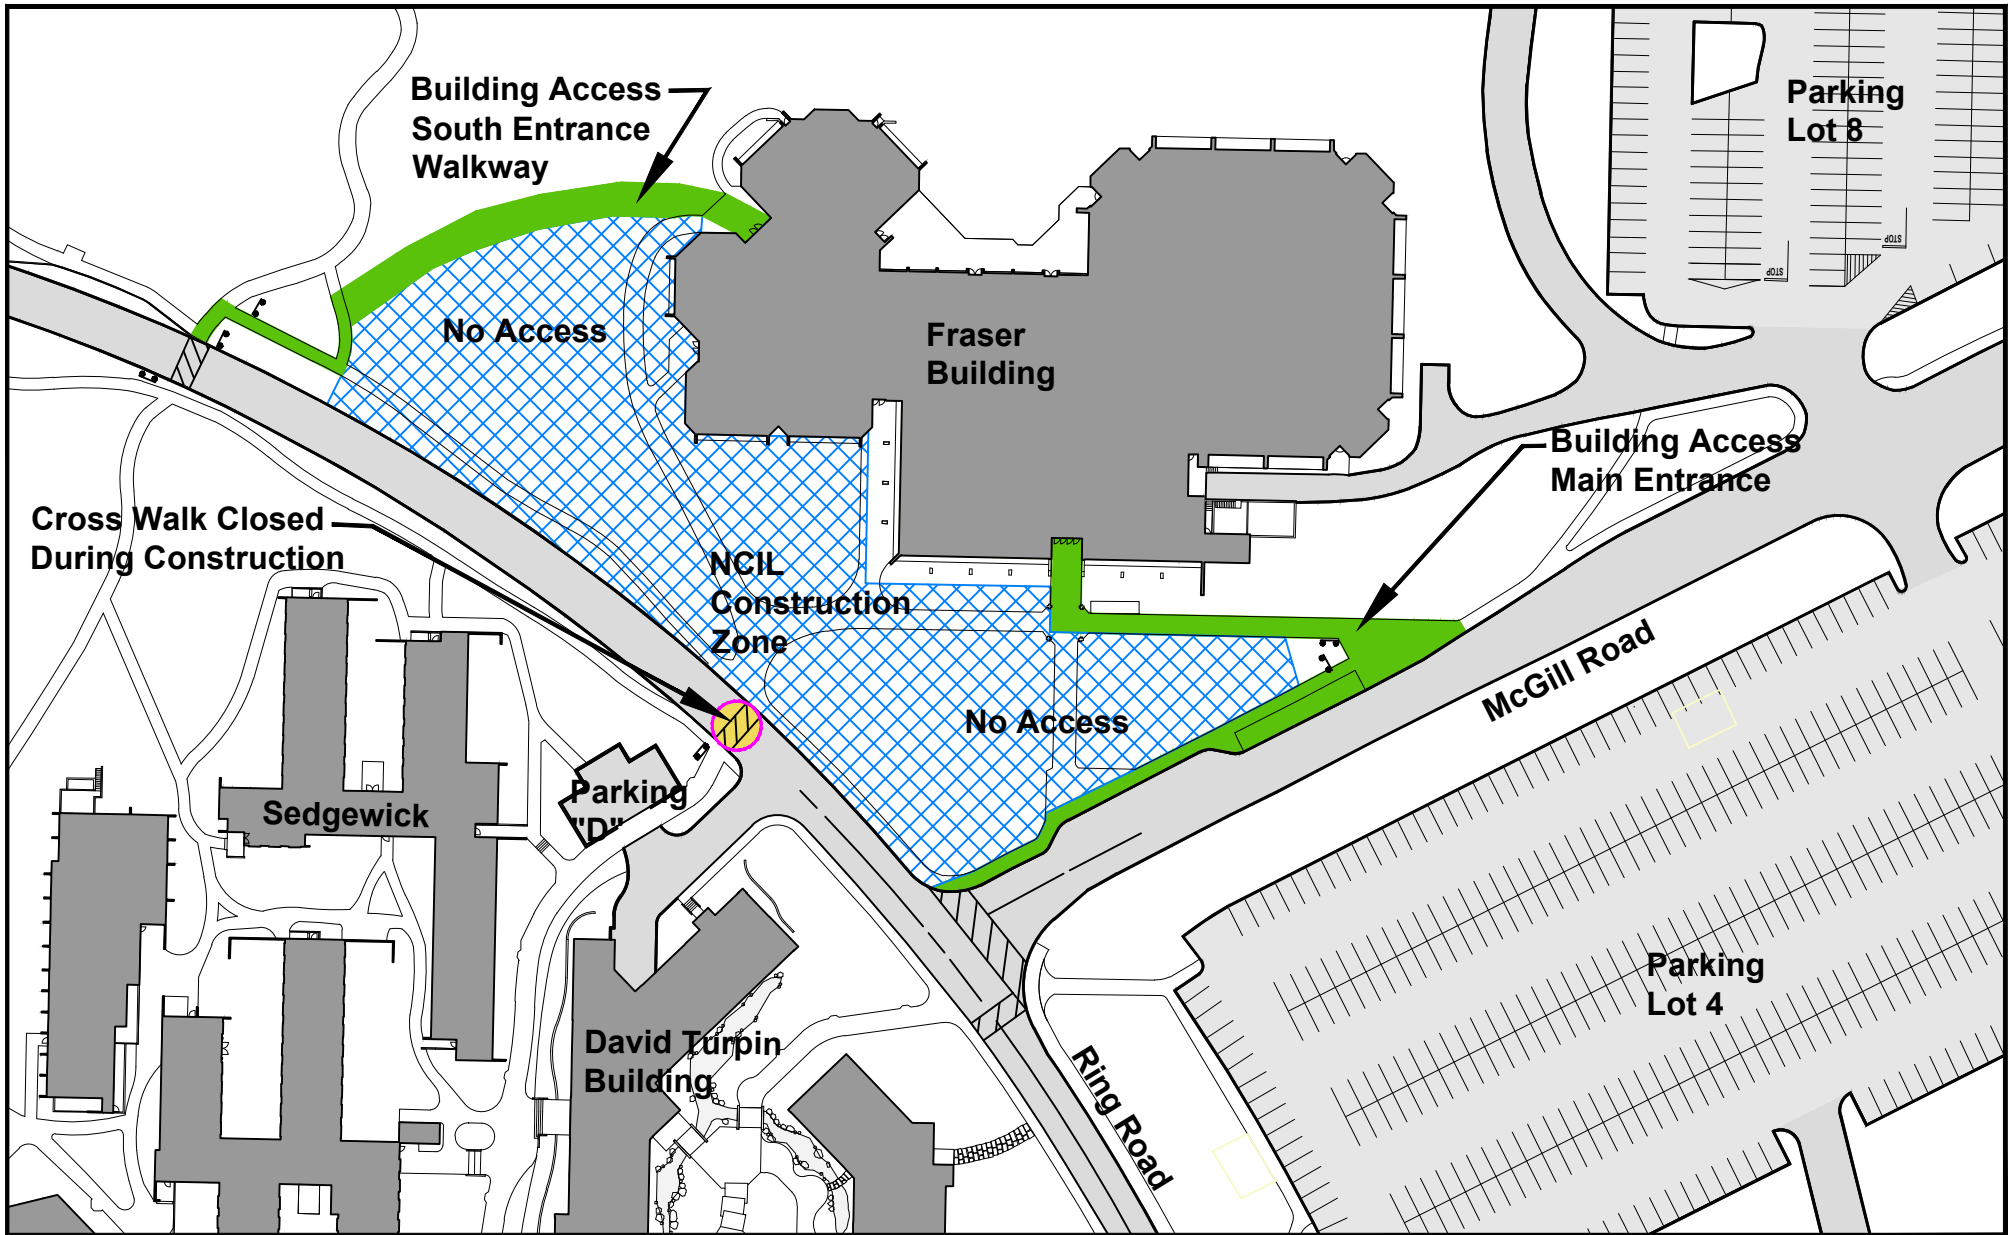 Building Access
South Entrance
Walkway
Parking
Lot 8
STOP
STOP
No Access
Fraser
Building
Building Access
Main Entrance
Cross Walk Closed
During Construction
NCIL
Construction
Zone
McGill Road
No Access
Parking
"D"
Sedgewick
Parking
Lot 4
David Turpin
Building
Ring Road